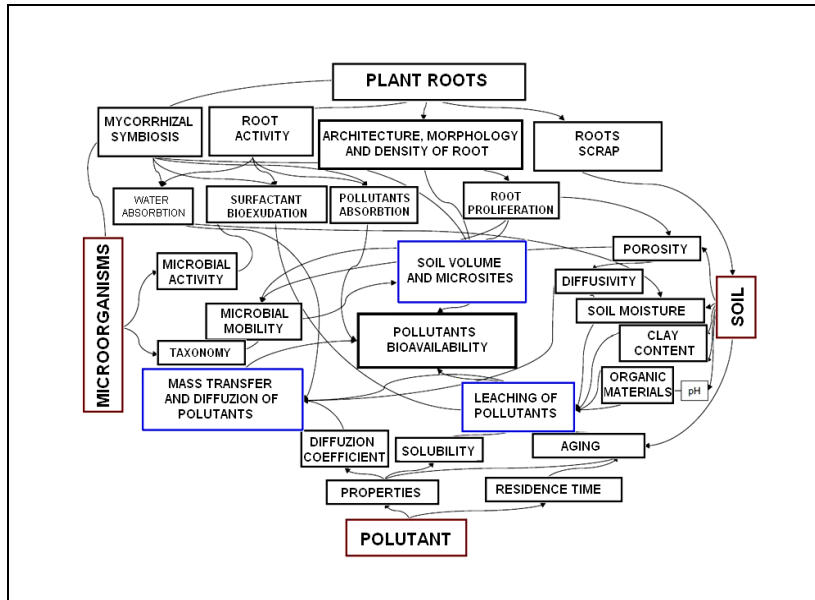 PLANT ROOTS
MYCORRHIZAL
SYMBIOSIS
ROOT
ACTIVITY
ARCHITECTURE, MORPHOLOGY
AND DENSITY OF ROOT
ROOTS
SCRAP
WATER
ABSORBTION
SURFACTANT
BIOEXUDATION
POLLUTANTS
ABSORBTION
ROOT
PROLIFERATION
MICROORGANISMS
MICROBIAL
ACTIVITY
SOIL VOLUME
AND MICROSITES
POROSITY
DIFFUSIVITY
SOIL MOISTURE
SOIL
MICROBIAL
MOBILITY
TAXONOMY
POLLUTANTS
BIOAVAILABILITY
CLAY
CONTENT
ORGANIC
MATERIALS
pH
MASS TRANSFER
AND DIFFUZION OF
POLUTANTS
LEACHING OF
POLLUTANTS
DIFFUZION
COEFFICIENT
SOLUBILITY
AGING
PROPERTIES
RESIDENCE TIME
POLUTANT